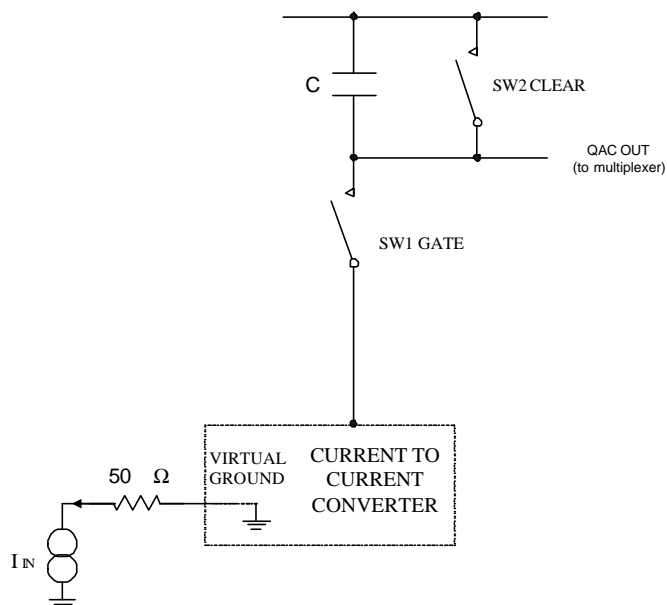 C
SW2 CLEAR
QAC OUT
(to multiplexer)
SW1 GATE
VIRTUAL
GROUND
CURRENT TO
CURRENT
CONVERTER
50 Ω
I IN